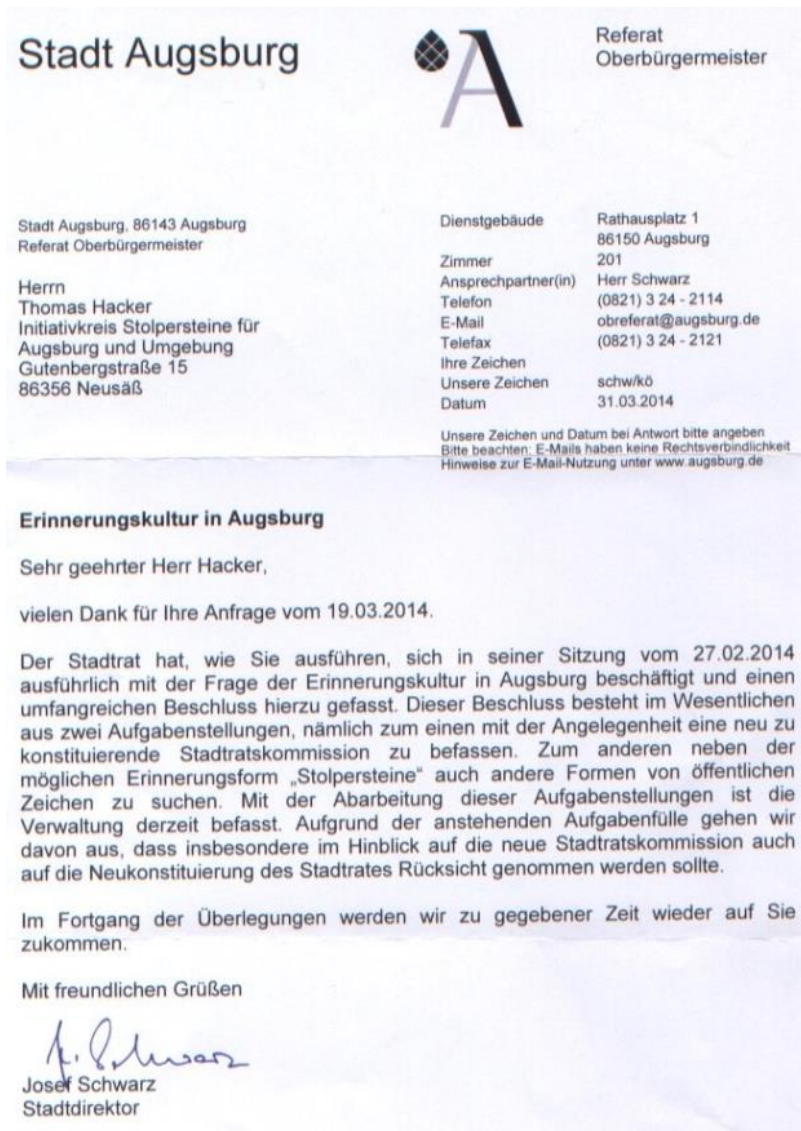 Stadt Augsburg
A
Referat
Oberbürgermeister
Stadt Augsburg, 86143 Augsburg
Referat Oberbürgermeister
Herrn
Thomas Hacker
Initiativkreis Stolpersteine für
Augsburg und Umgebung
Gutenbergstraße 15
86356 Neusäß
Dienstgebäude Rathausplatz 1
86150 Augsburg
Zimmer 201
Ansprechpartner(in) Herr Schwarz
Telefon (0821) 3 24 - 2114
E-Mail obreferat@augsburg.de
Telefax (0821) 3 24 - 2121
Ihre Zeichen
Unsere Zeichen schw/kö
Datum 31.03.2014
Unsere Zeichen und Datum bei Antwort bitte angeben
Bitte beachten: E-Mails haben keine Rechtsverbindlichkeit
Hinweise zur E-Mail-Nutzung unter www.augsburg.de
Erinnerungskultur in Augsburg
Sehr geehrter Herr Hacker,
vielen Dank für Ihre Anfrage vom 19.03.2014.
Der Stadtrat hat, wie Sie ausführen, sich in seiner Sitzung vom 27.02.2014
ausführlich mit der Frage der Erinnerungskultur in Augsburg beschäftigt und einen
umfangreichen Beschluss hierzu gefasst. Dieser Beschluss besteht im Wesentlichen
aus zwei Aufgabenstellungen, nämlich zum einen mit der Angelegenheit eine neu zu
konstituierende Stadtratskommission zu befassen. Zum anderen neben der
möglichen Erinnerungsform „Stolpersteine“ auch andere Formen von öffentlichen
Zeichen zu suchen. Mit der Abarbeitung dieser Aufgabenstellungen ist die
Verwaltung derzeit befasst. Aufgrund der anstehenden Aufgabenfülle gehen wir
davon aus, dass insbesondere im Hinblick auf die neue Stadtratskommission auch
auf die Neukonstituierung des Stadtrates Rücksicht genommen werden sollte.
Im Fortgang der Überlegungen werden wir zu gegebener Zeit wieder auf Sie
zukommen.
Mit freundlichen Grüßen
J. Schwarz
Josef Schwarz
Stadtdirektor